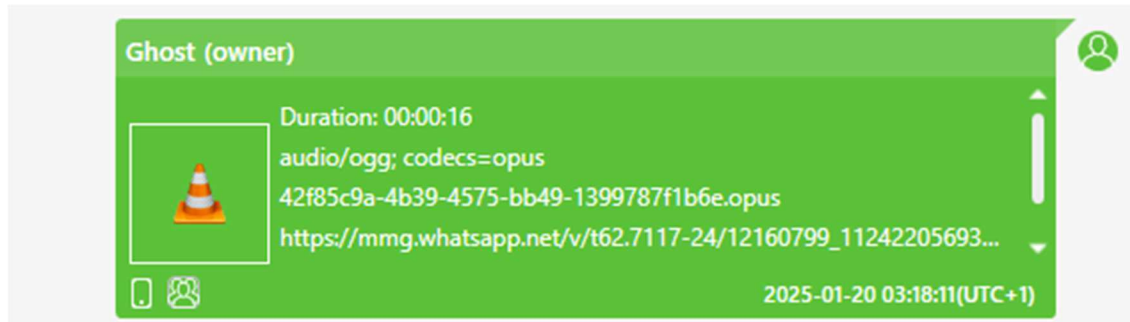 Ghost (owner)
Duration: 00:00:16
audio/ogg; codecs=opus
42f85c9a-4b39-4575-bb49-1399787f1b6e.opus
https://mmg.whatsapp.net/v/t62.7117-24/12160799_11242205693...
2025-01-20 03:18:11(UTC+1)